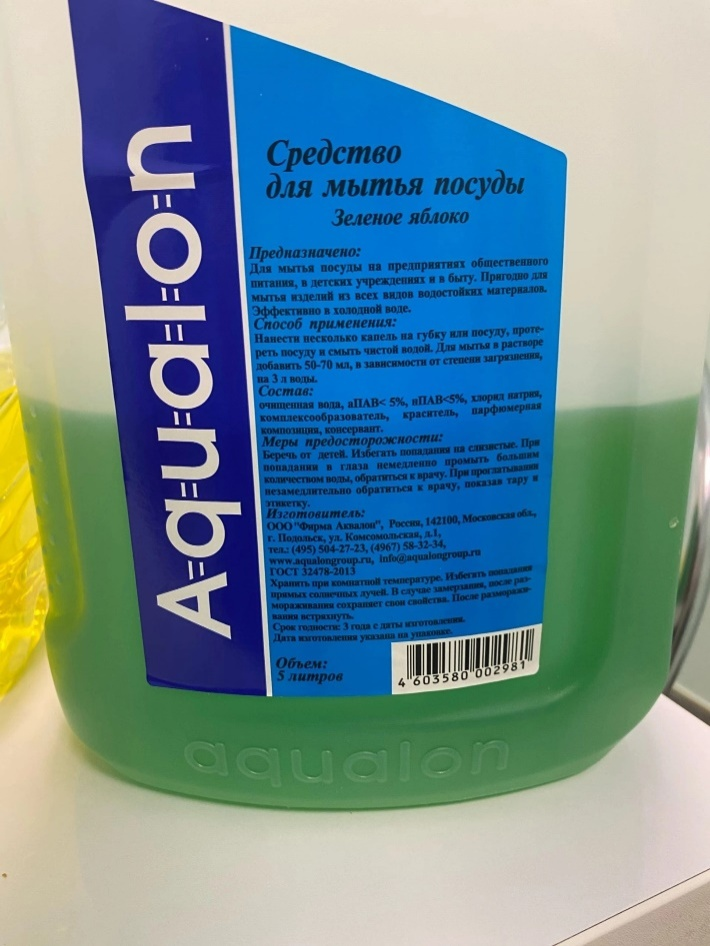 Aqualon
Средство
для мытья посуды
Зеленое яблоко
Предназначено:
Для мытья посуды на предприятиях общественного
питания, в детских учреждениях и в быту. Пригодно для
мытья изделий из всех видов водостойких материалов.
Эффективно в холодной воде.
Способ применения:
Нанести несколько капель на губку или посуду, проте-
реть посуду и смыть чистой водой. Для мытья в растворе
добавить 50-70 мл, в зависимости от степени загрязнения,
на 3 л воды.
Состав:
очищенная вода, аПАВ< 5%, нПАВ<5%, хлорид натрия,
комплексообразователь, краситель, парфюмерная
композиция, консервант.
Меры предосторожности:
Беречь от детей. Избегать попадания на слизистые. При
попадании в глаза немедленно промыть большим
количеством воды, обратиться к врачу. При проглатывании
незамедлительно обратиться к врачу, показав тару и
этикетку.
Изготовитель:
ООО "Фирма Аквалон", Россия, 142100, Московская обл.,
г. Подольск, ул. Комсомольская, д.1,
тел.: (495) 504-27-23, (4967) 58-32-34,
www.aqualongroup.ru, info@aqualongroup.ru
ГОСТ 32478-2013
Хранить при комнатной температуре. Избегать попадания
прямых солнечных лучей. В случае замерзания, после раз-
мораживания сохраняет свои свойства. После разморажи-
вания встряхнуть.
Срок годности: 3 года с даты изготовления.
Дата изготовления указана на упаковке.
Объем:
5 литров
4 603580 002981
aqualon